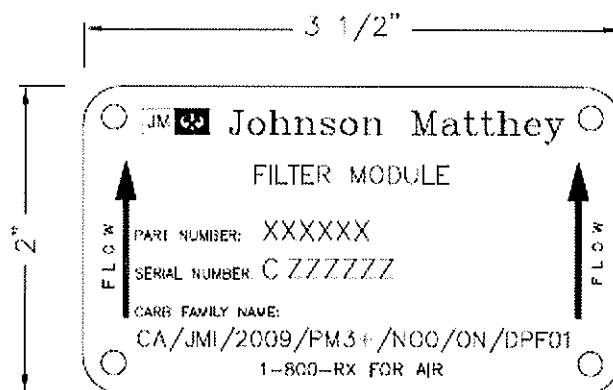 3 1/2"
JM Johnson Matthey
FILTER MODULE
2"
FLOW
FLOW
PART NUMBER: XXXXXX
SERIAL NUMBER: C ZZZZZZ
CARB FAMILY NAME:
CA/JMI/2009/PM3+/N00/ON/DPF01
1-800-RX FOR AIR